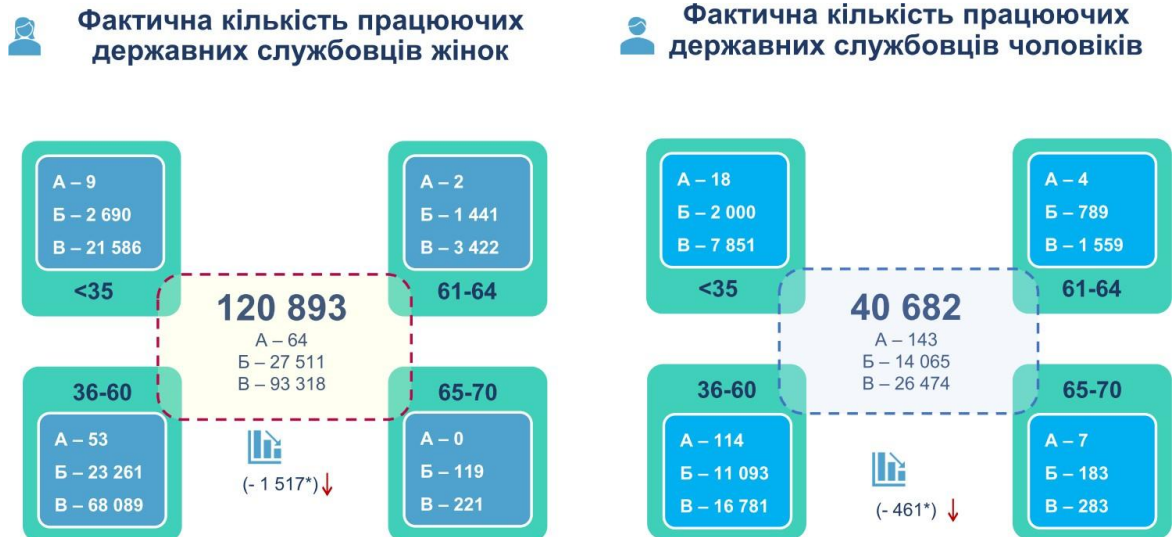 Фактична кількість працюючих
державних службовців жінок
А – 9
Б – 2 690
В – 21 586
<35
А – 2
Б – 1 441
В – 3 422
61-64
120 893
А – 64
Б – 27 511
В – 93 318
36-60
А – 53
Б – 23 261
В – 68 089
65-70
А – 0
Б – 119
В – 221
(- 1 517*)
Фактична кількість працюючих
державних службовців чоловіків
А – 18
Б – 2 000
В – 7 851
<35
А – 4
Б – 789
В – 1 559
61-64
40 682
А – 143
Б – 14 065
В – 26 474
36-60
А – 114
Б – 11 093
В – 16 781
65-70
А – 7
Б – 183
В – 283
(- 461*)